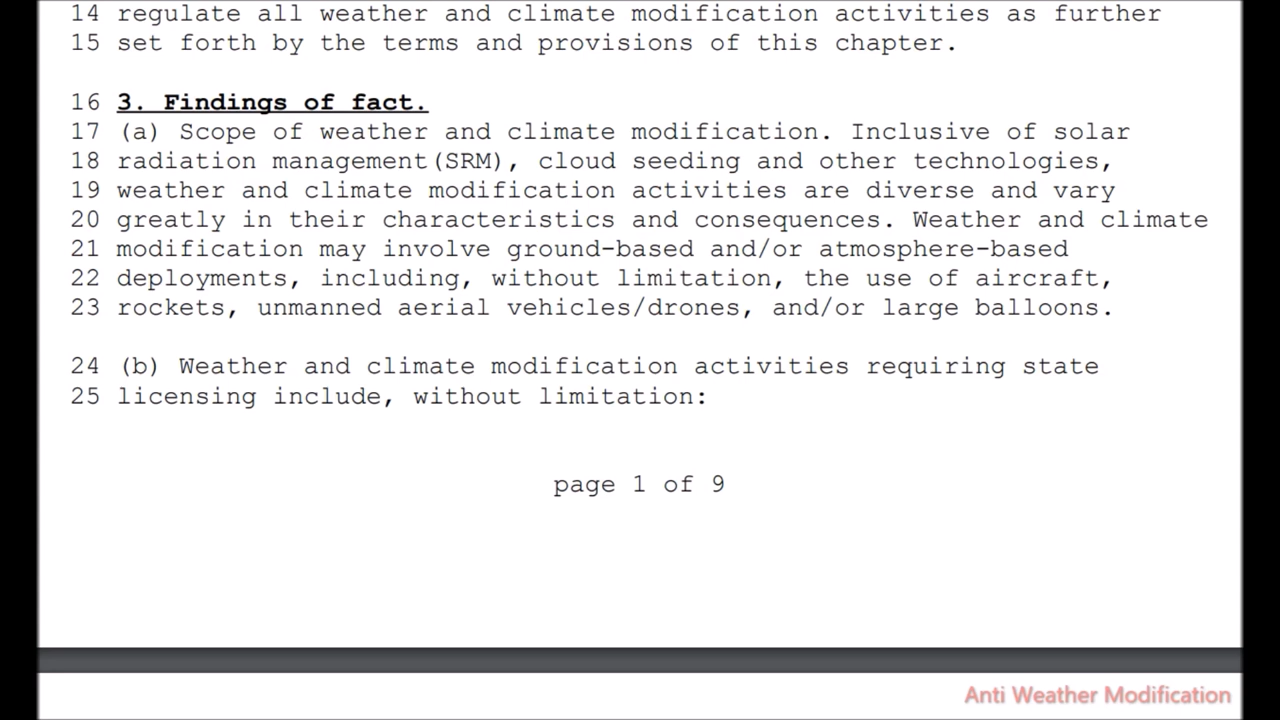 14 regulate all weather and climate modification activities as further
15 set forth by the terms and provisions of this chapter.
16 3. Findings of fact.
17 (a) Scope of weather and climate modification. Inclusive of solar
18 radiation management(SRM), cloud seeding and other technologies,
19 weather and climate modification activities are diverse and vary
20 greatly in their characteristics and consequences. Weather and climate
21 modification may involve ground-based and/or atmosphere-based
22 deployments, including, without limitation, the use of aircraft,
23 rockets, unmanned aerial vehicles/drones, and/or large balloons.
24 (b) Weather and climate modification activities requiring state
25 licensing include, without limitation:
page 1 of 9
Anti Weather Modification